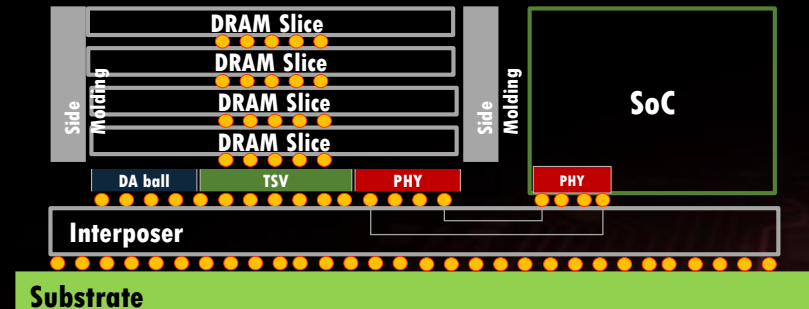 DRAM Slice
DRAM Slice
DRAM Slice
DRAM Slice
Side
Molding
Side
Molding
SoC
DA ball
TSV
PHY
PHY
Interposer
Substrate